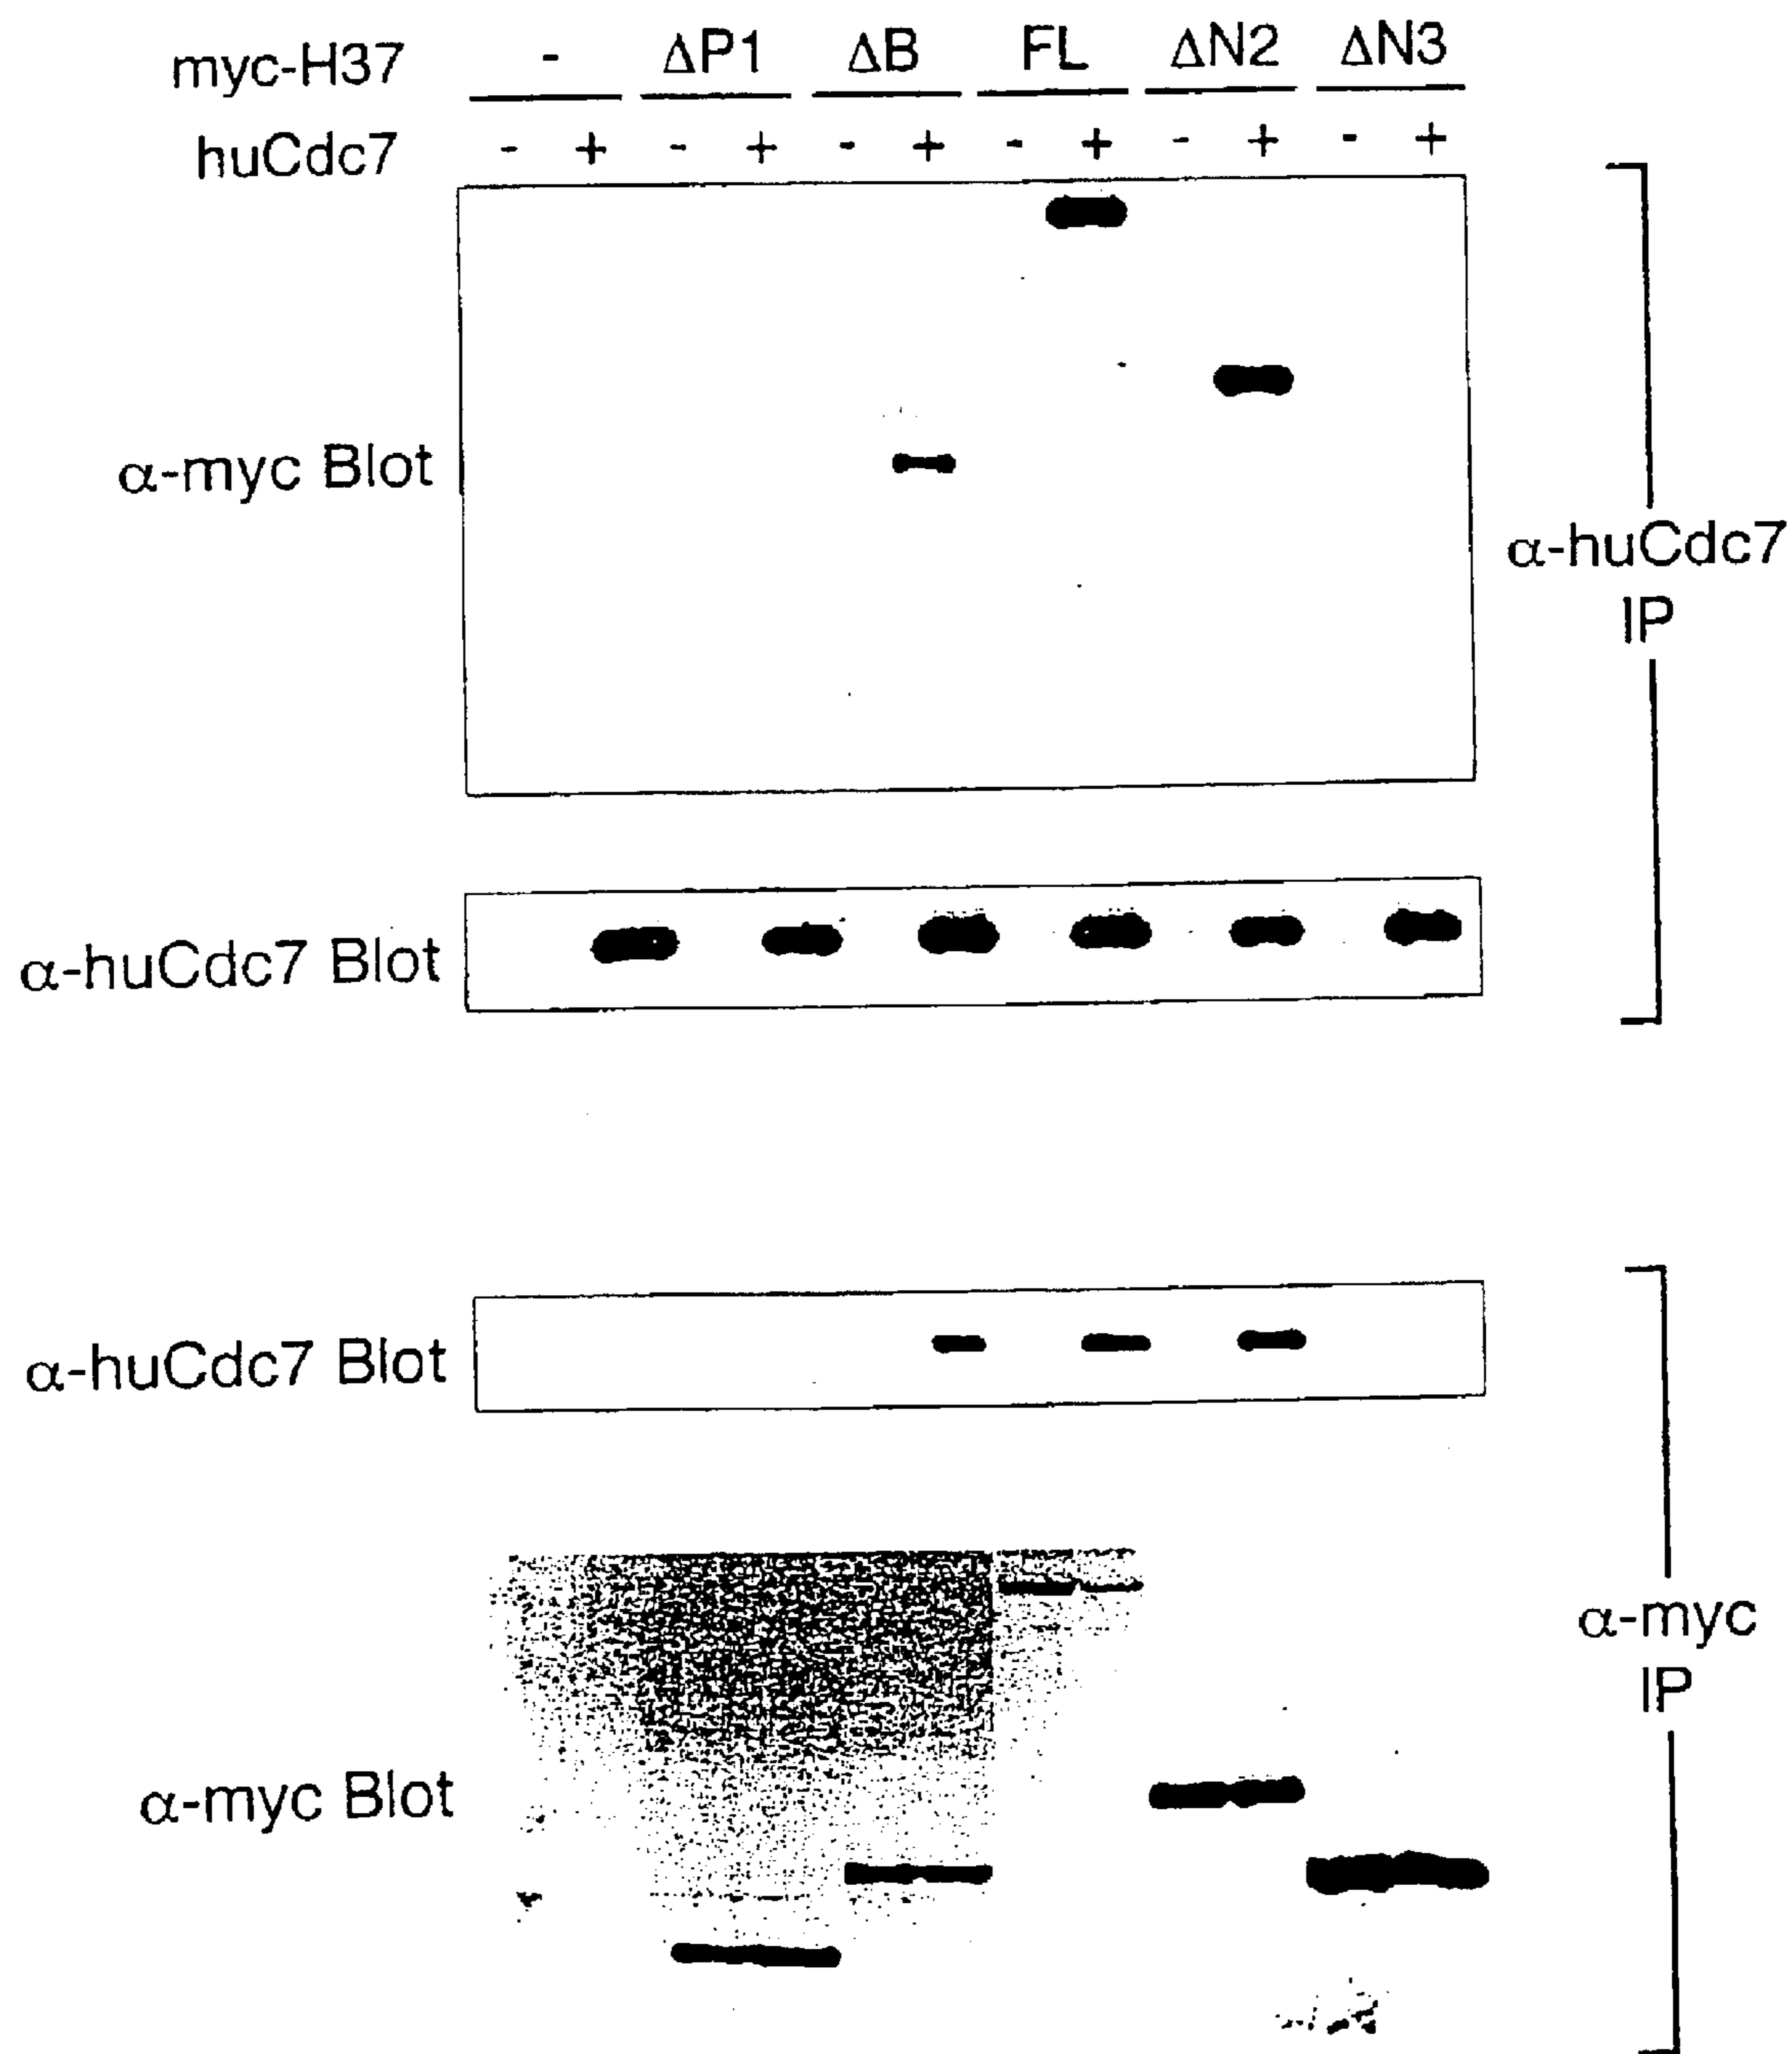 myc-H37 - ΔP1 ΔB FL ΔN2 ΔN3
huCdc7 - + - + - + - + - + - +
α-myc Blot
α-huCdc7
IP
α-huCdc7 Blot
α-huCdc7 Blot
α-myc
IP
α-myc Blot